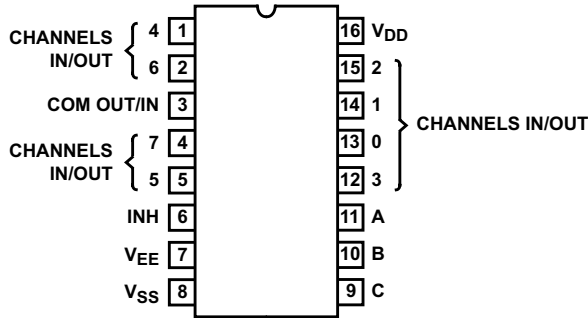 CHANNELS
IN/OUT
4 1
6 2
COM OUT/IN 3
CHANNELS
IN/OUT
7 4
5 5
INH 6
VEE 7
VSS 8
16 VDD
15 2
14 1
13 0
12 3
CHANNELS IN/OUT
11 A
10 B
9 C